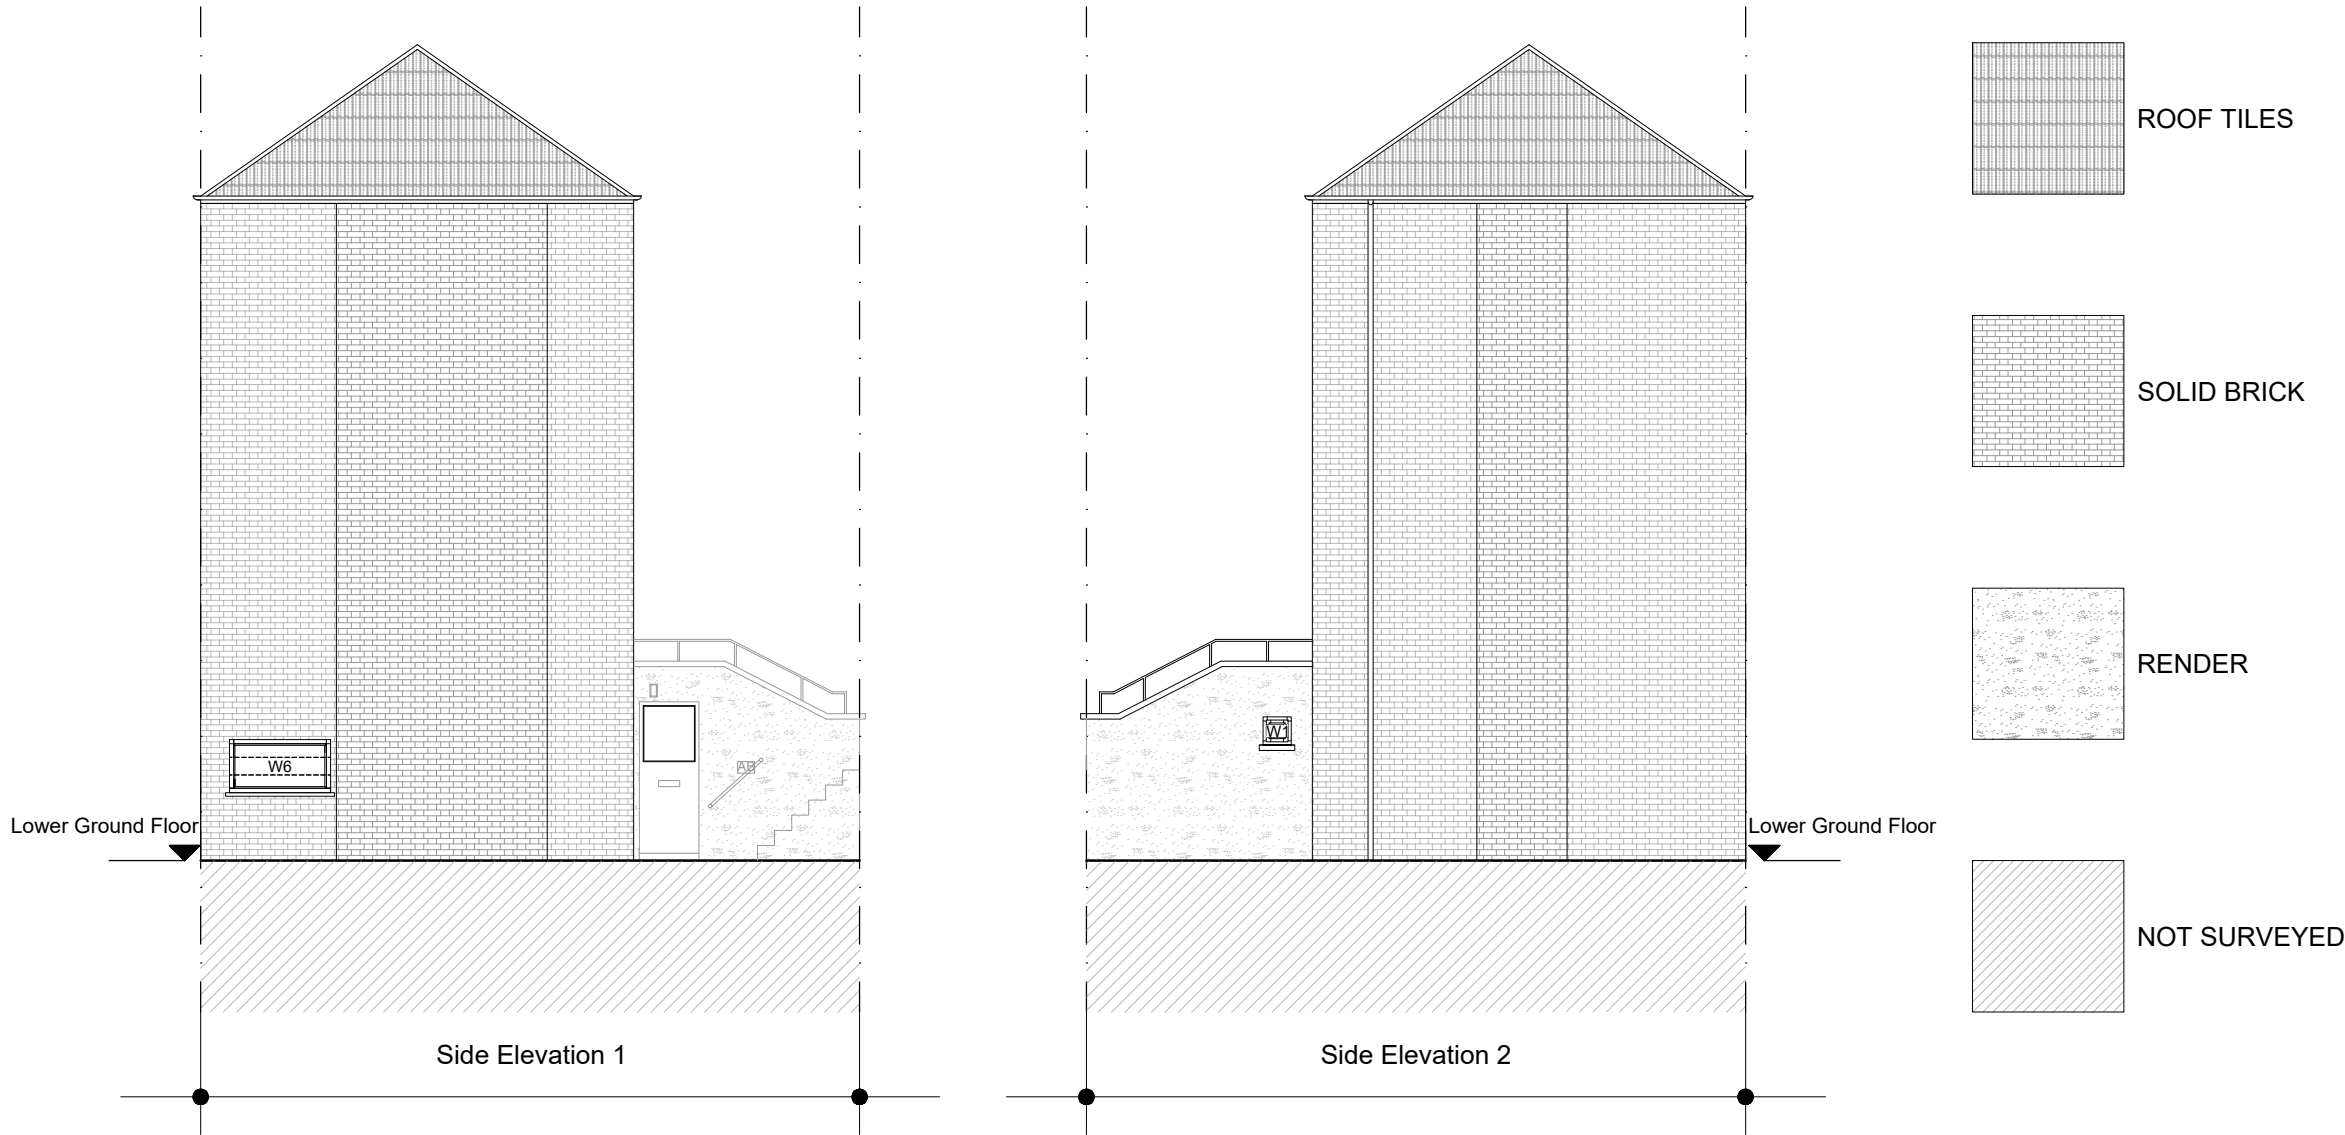 ROOF TILES
SOLID BRICK
RENDER
NOT SURVEYED
W6
AB
Lower Ground Floor
Side Elevation 1
W1
Lower Ground Floor
Side Elevation 2